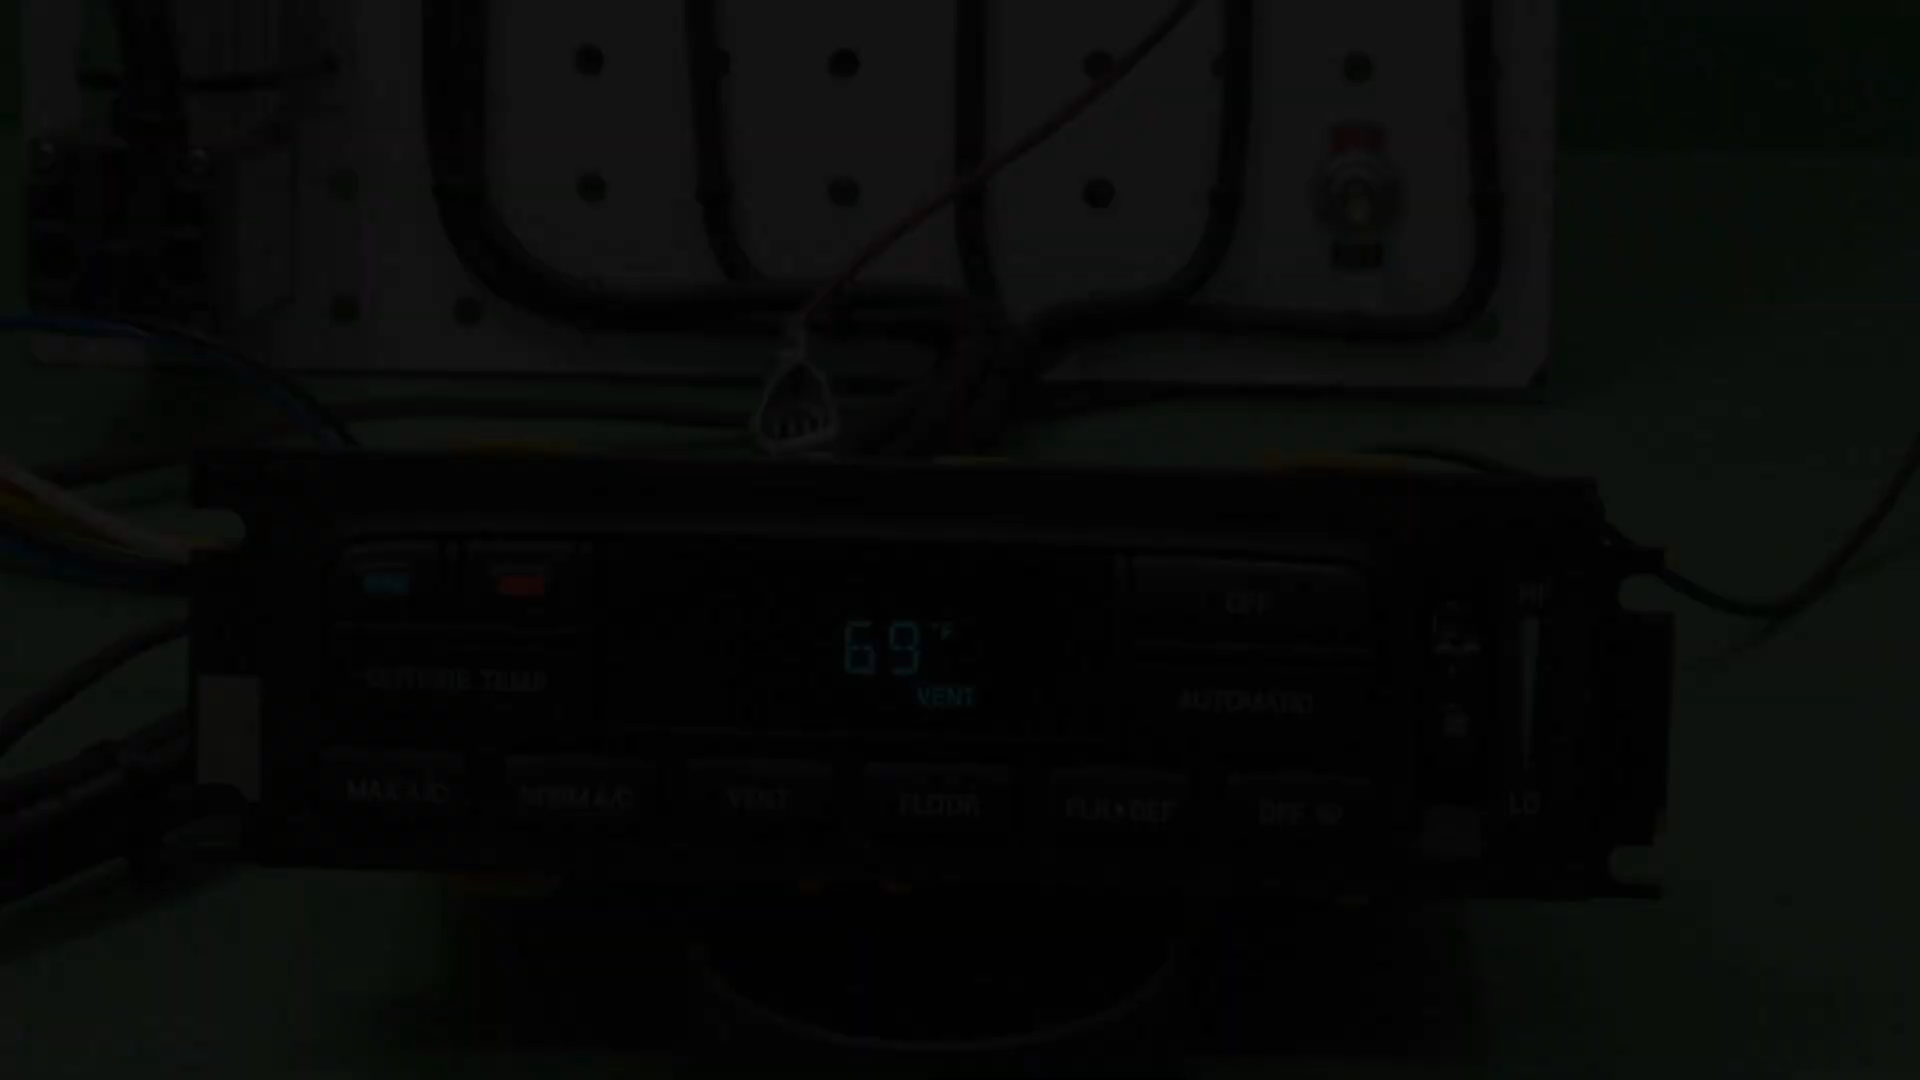 HI
OFF
69°F
OUTSIDE TEMP
VENT
AUTOMATIC
MAX A/C
NORM A/C
VENT
FLOOR
FLR•DEF
DEF
LO